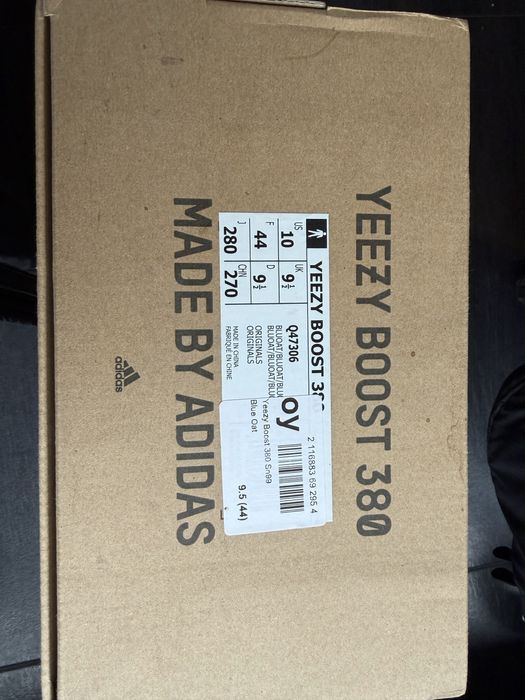 YEEZY BOOST 380
YEEZY BOOST 38
US 10 UK 9½
F 44 D 9½
J 280 CHN 270
Q47306
BLUOAT/BLUOAT/BLU
BLUOAT/BLUOAT/BLU
ORIGINALS
ORIGINALS
MADE IN CHINA
FABRIQUÉ EN CHINE
2 116883 69 295 4
oy
Yeezy Boost 380 Sn99
Blue Oat
9.5 (44)
MADE BY ADIDAS
adidas